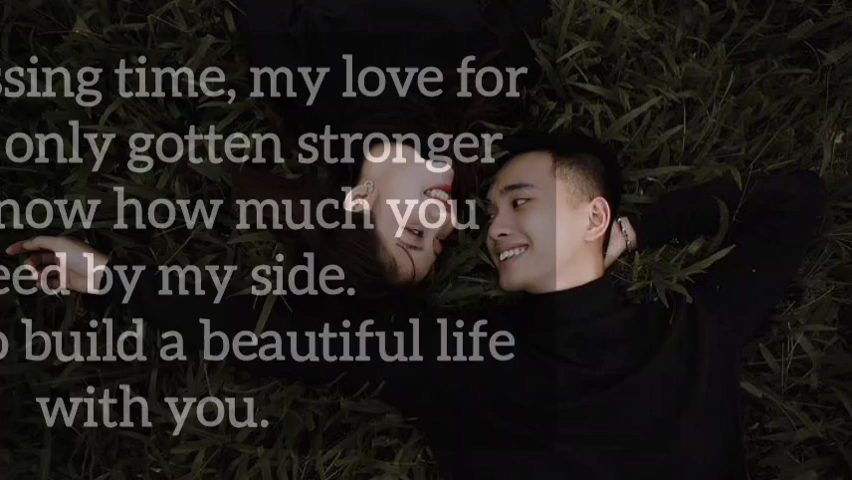 sing time, my love for
only gotten stronger
now how much you
eed by my side.
build a beautiful life
with you.